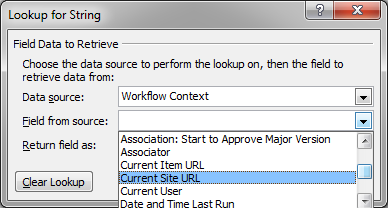 Lookup for String
Field Data to Retrieve
Choose the data source to perform the lookup on, then the field to
retrieve data from:
Data source: Workflow Context
Field from source:
Association: Start to Approve Major Version
Return field as:
Associator
Current Item URL
Current Site URL
Clear Lookup
Current User
Date and Time Last Run